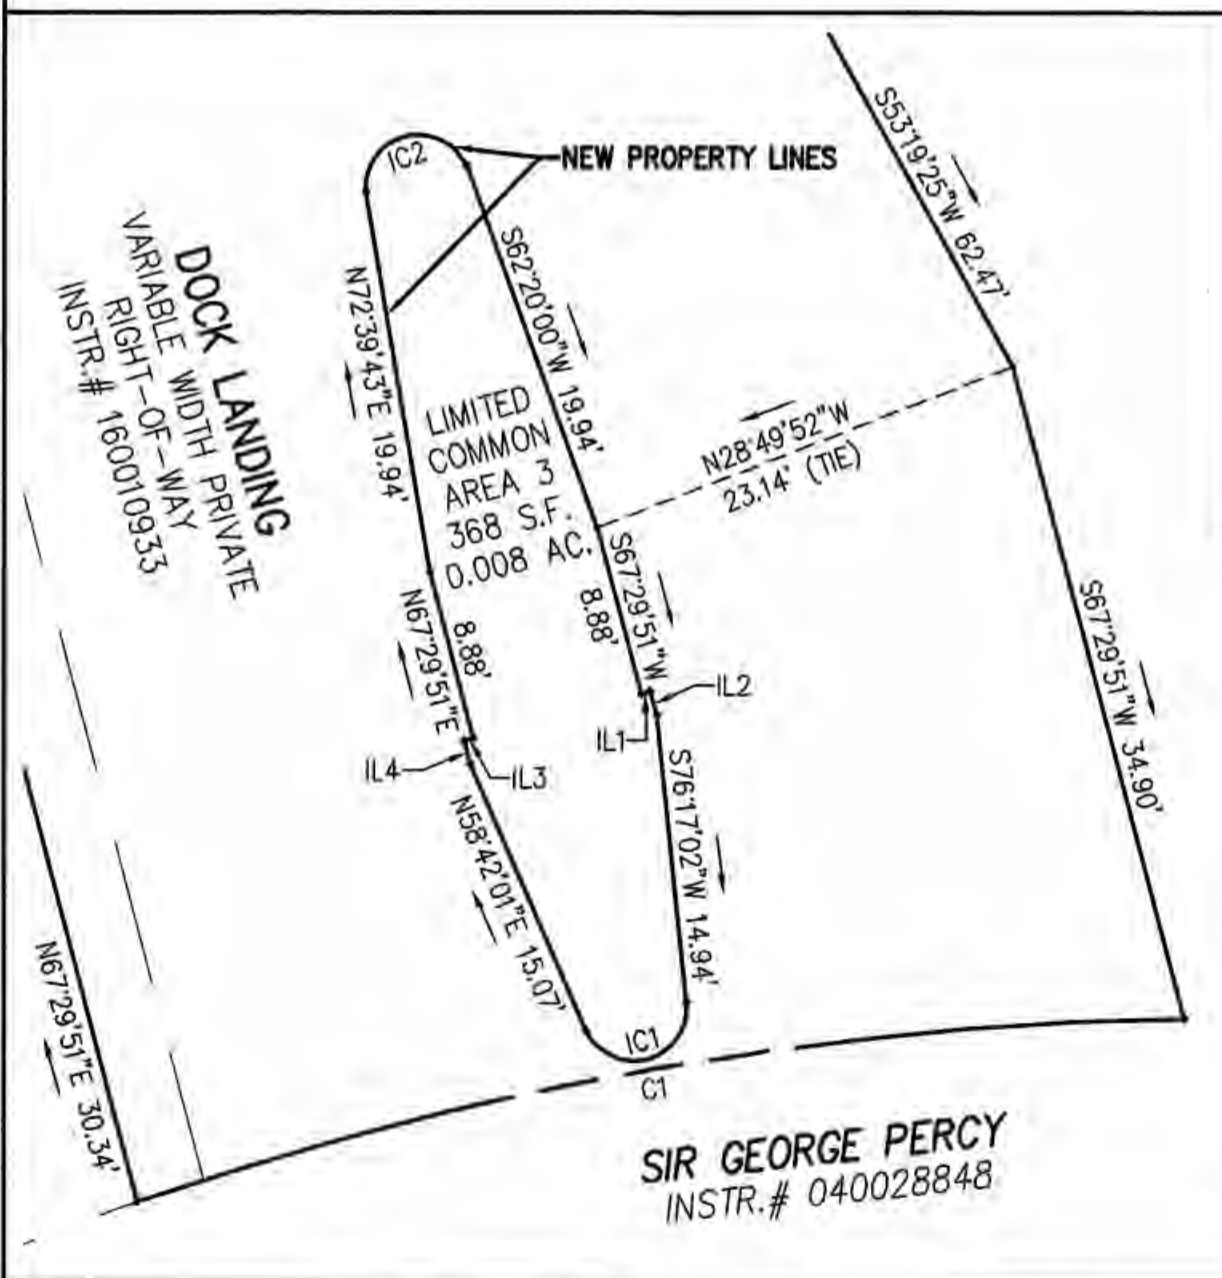 S53°19'25"W 62.47'
IC2
NEW PROPERTY LINES
DOCK LANDING
VARIABLE WIDTH PRIVATE
RIGHT-OF-WAY
INSTR.# 160010933
N72°39'43"E 19.94'
S62°20'00"W 19.94'
LIMITED
COMMON
AREA 3
368 S.F.
0.008 AC.
N28°49'52"W
23.14' (TIE)
S67°29'51"W
8.88'
N67°29'51"E
8.88'
S67°29'51"W 34.90'
IL2
IL1
IL4
IL3
S76°17'02"W 14.94'
N58°42'01"E 15.07'
N67°29'51"E 30.34'
IC1
C1
SIR GEORGE PERCY
INSTR.# 040028848